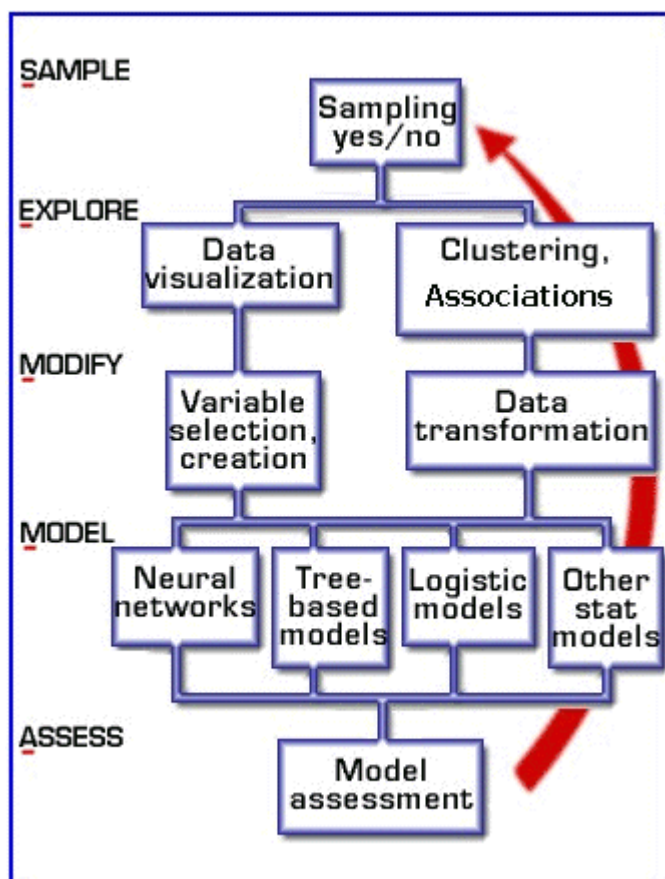 SAMPLE
Sampling
yes/no
EXPLORE
Data
visualization
Clustering,
Associations
MODIFY
Variable
selection,
creation
Data
transformation
MODEL
Neural
networks
Tree-
based
models
Logistic
models
Other
stat
models
ASSESS
Model
assessment